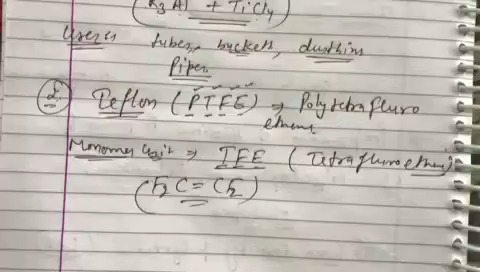 (R3Al + TiCl4)
Uses:- tubes, buckets, dustbins
Pipes
2. Teflon (PTFE) => Polytetrafluro
ethene
Monomer Unit => TFE (Tetrafluroethene)
(F2C = CF2)